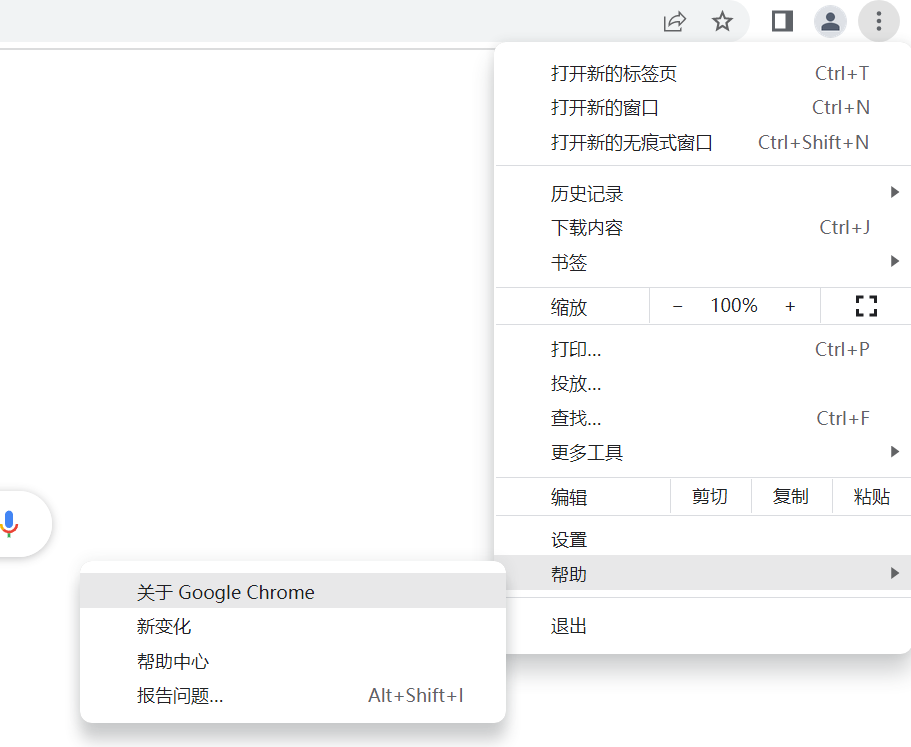 打开新的标签页 Ctrl+T
打开新的窗口 Ctrl+N
打开新的无痕式窗口 Ctrl+Shift+N
历史记录
下载内容 Ctrl+J
书签
缩放 − 100% +
打印... Ctrl+P
投放...
查找... Ctrl+F
更多工具
编辑 剪切 复制 粘贴
设置
帮助
退出
关于 Google Chrome
新变化
帮助中心
报告问题... Alt+Shift+I